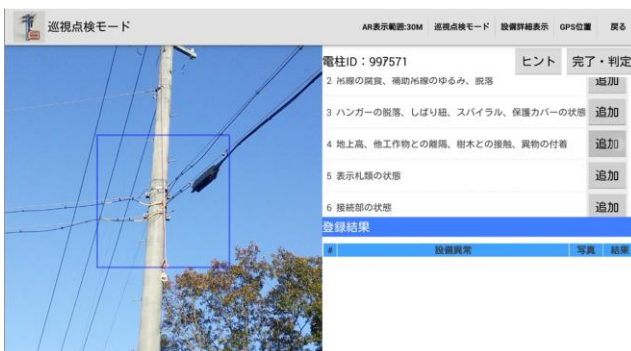 巡視点検モード
AR表示範囲:30M 巡視点検モード 設備詳細表示 GPS位置 戻る
電柱ID:997571 ヒント 完了・判定
2 吊線の腐食、補助吊線のゆるみ、脱落 追加
3 ハンガーの脱落、しばり紐、スパイラル、保護カバーの状態 追加
4 地上高、他工作物との離隔、樹木との接触、異物の付着 追加
5 表示札類の状態 追加
6 接続部の状態 追加
登録結果
# 設備異常 写真 結果